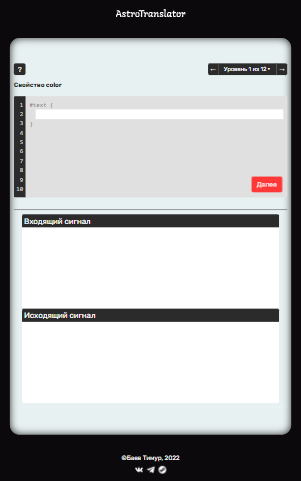 AstroTranslator
?
← Уровень 1 из 12 ▾ →
Свойство color
1 #text {
2
3 }
4
5
6
7
8
9
10
Далее
Входящий сигнал
Исходящий сигнал
©Баев Тимур, 2022